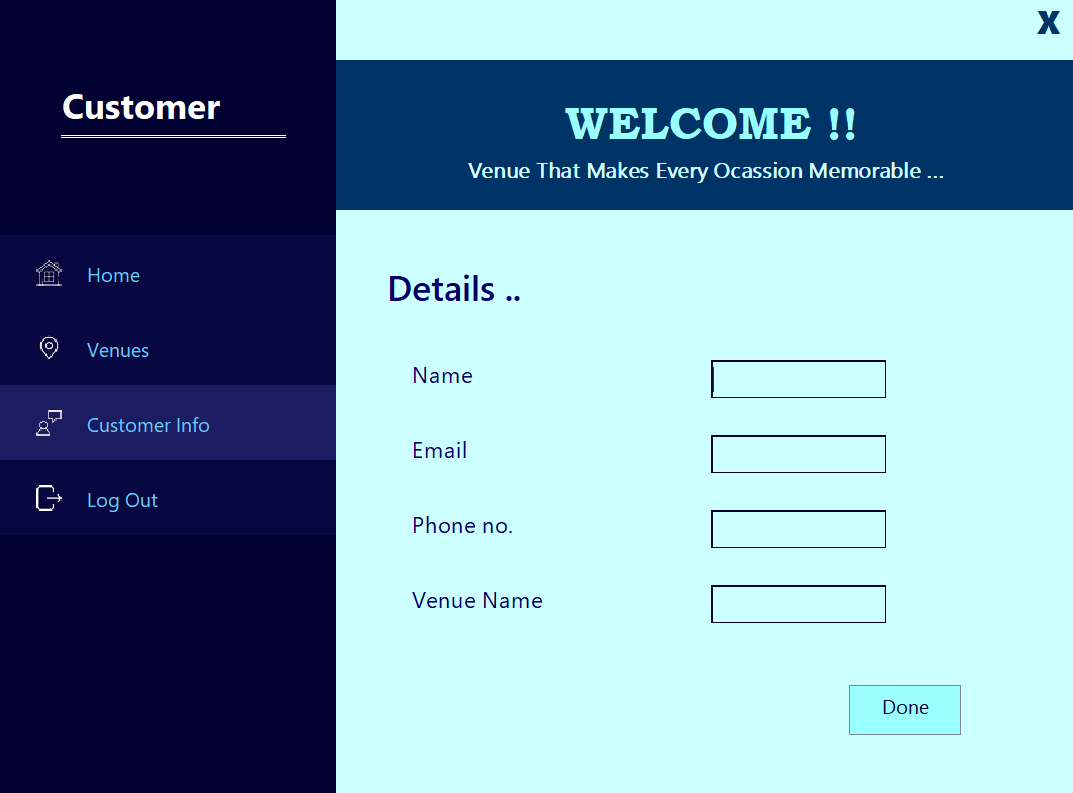 X
Customer
WELCOME !!
Venue That Makes Every Ocassion Memorable ...
Home
Venues
Customer Info
Log Out
Details ..
Name
Email
Phone no.
Venue Name
Done